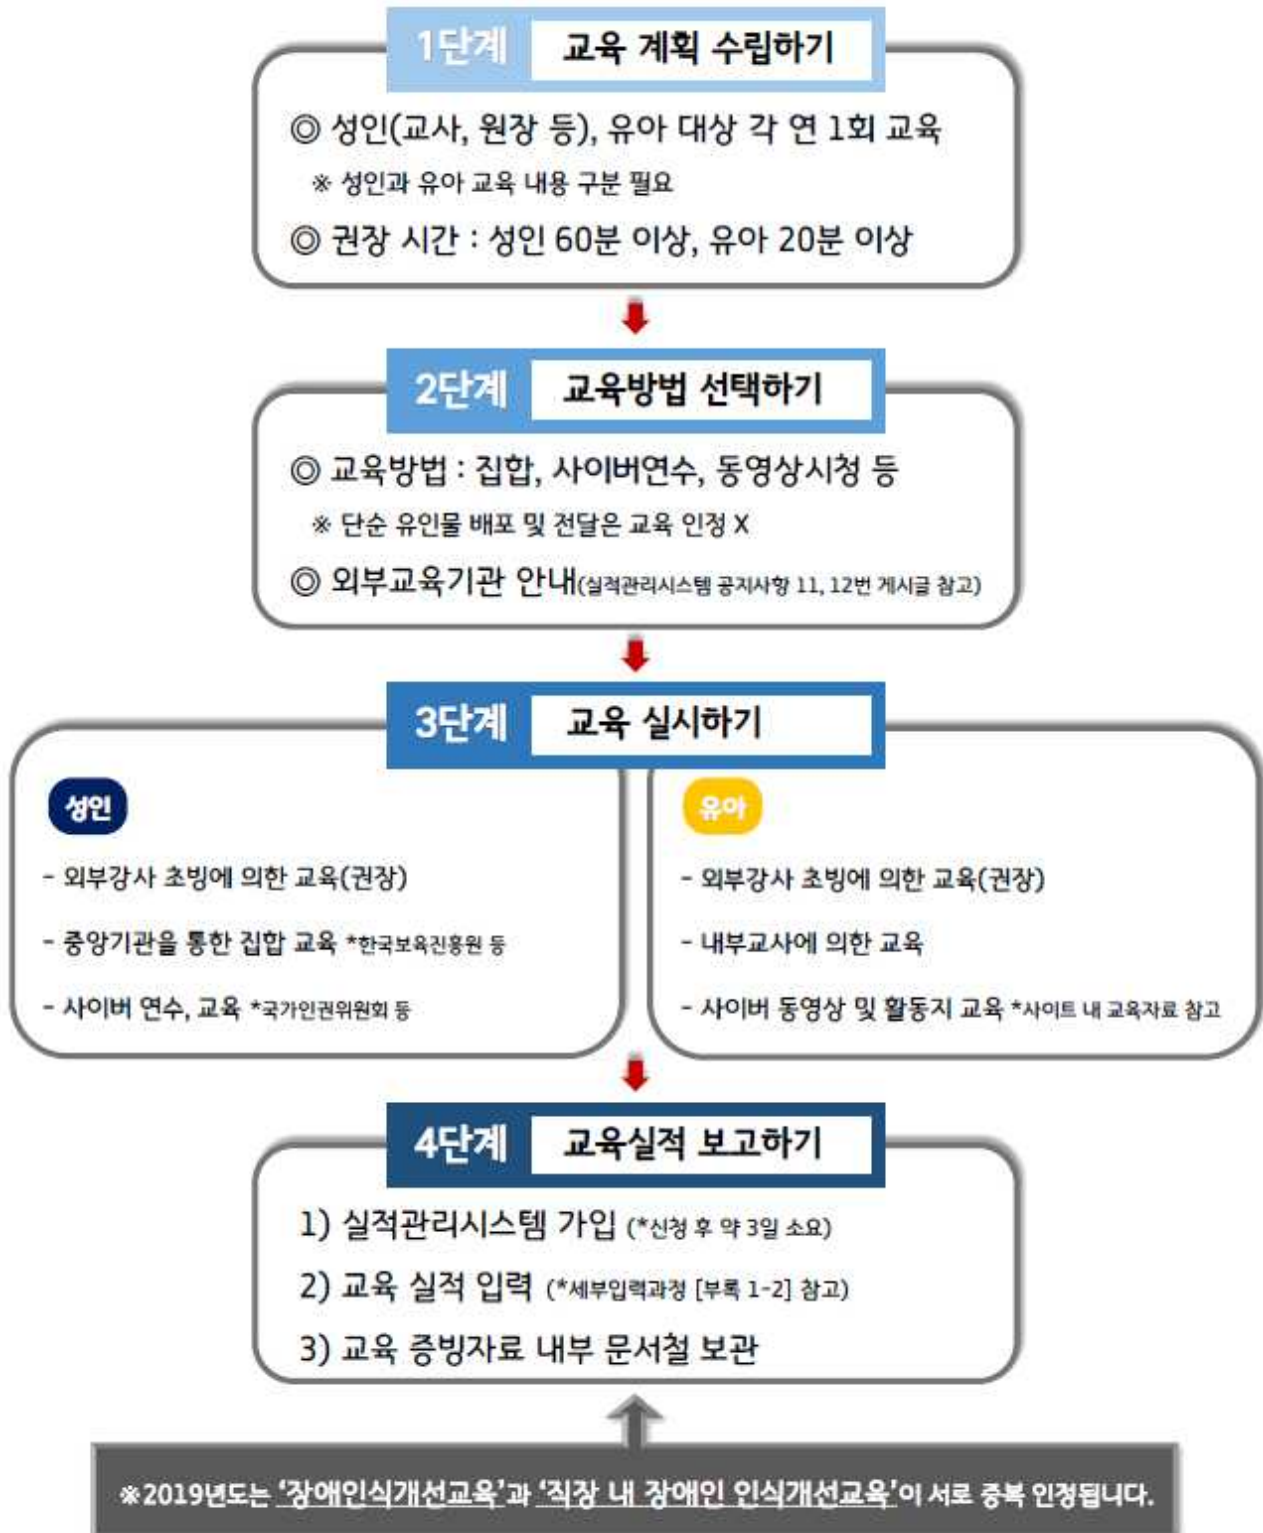 1단계 교육 계획 수립하기
◎ 성인(교사, 원장 등), 유아 대상 각 연 1회 교육
※ 성인과 유아 교육 내용 구분 필요
◎ 권장 시간 : 성인 60분 이상, 유아 20분 이상
2단계 교육방법 선택하기
◎ 교육방법 : 집합, 사이버연수, 동영상시청 등
※ 단순 유인물 배포 및 전달은 교육 인정 X
◎ 외부교육기관 안내(실적관리시스템 공지사항 11, 12번 게시글 참고)
3단계 교육 실시하기
성인
- 외부강사 초빙에 의한 교육(권장)
- 중앙기관을 통한 집합 교육 *한국보육진흥원 등
- 사이버 연수, 교육 *국가인권위원회 등
유아
- 외부강사 초빙에 의한 교육(권장)
- 내부교사에 의한 교육
- 사이버 동영상 및 활동지 교육 *사이트 내 교육자료 참고
4단계 교육실적 보고하기
1) 실적관리시스템 가입 (*신청 후 약 3일 소요)
2) 교육 실적 입력 (*세부입력과정 [부록 1-2] 참고)
3) 교육 증빙자료 내부 문서철 보관
※2019년도는 '장애인식개선교육'과 '직장 내 장애인 인식개선교육'이 서로 중복 인정됩니다.